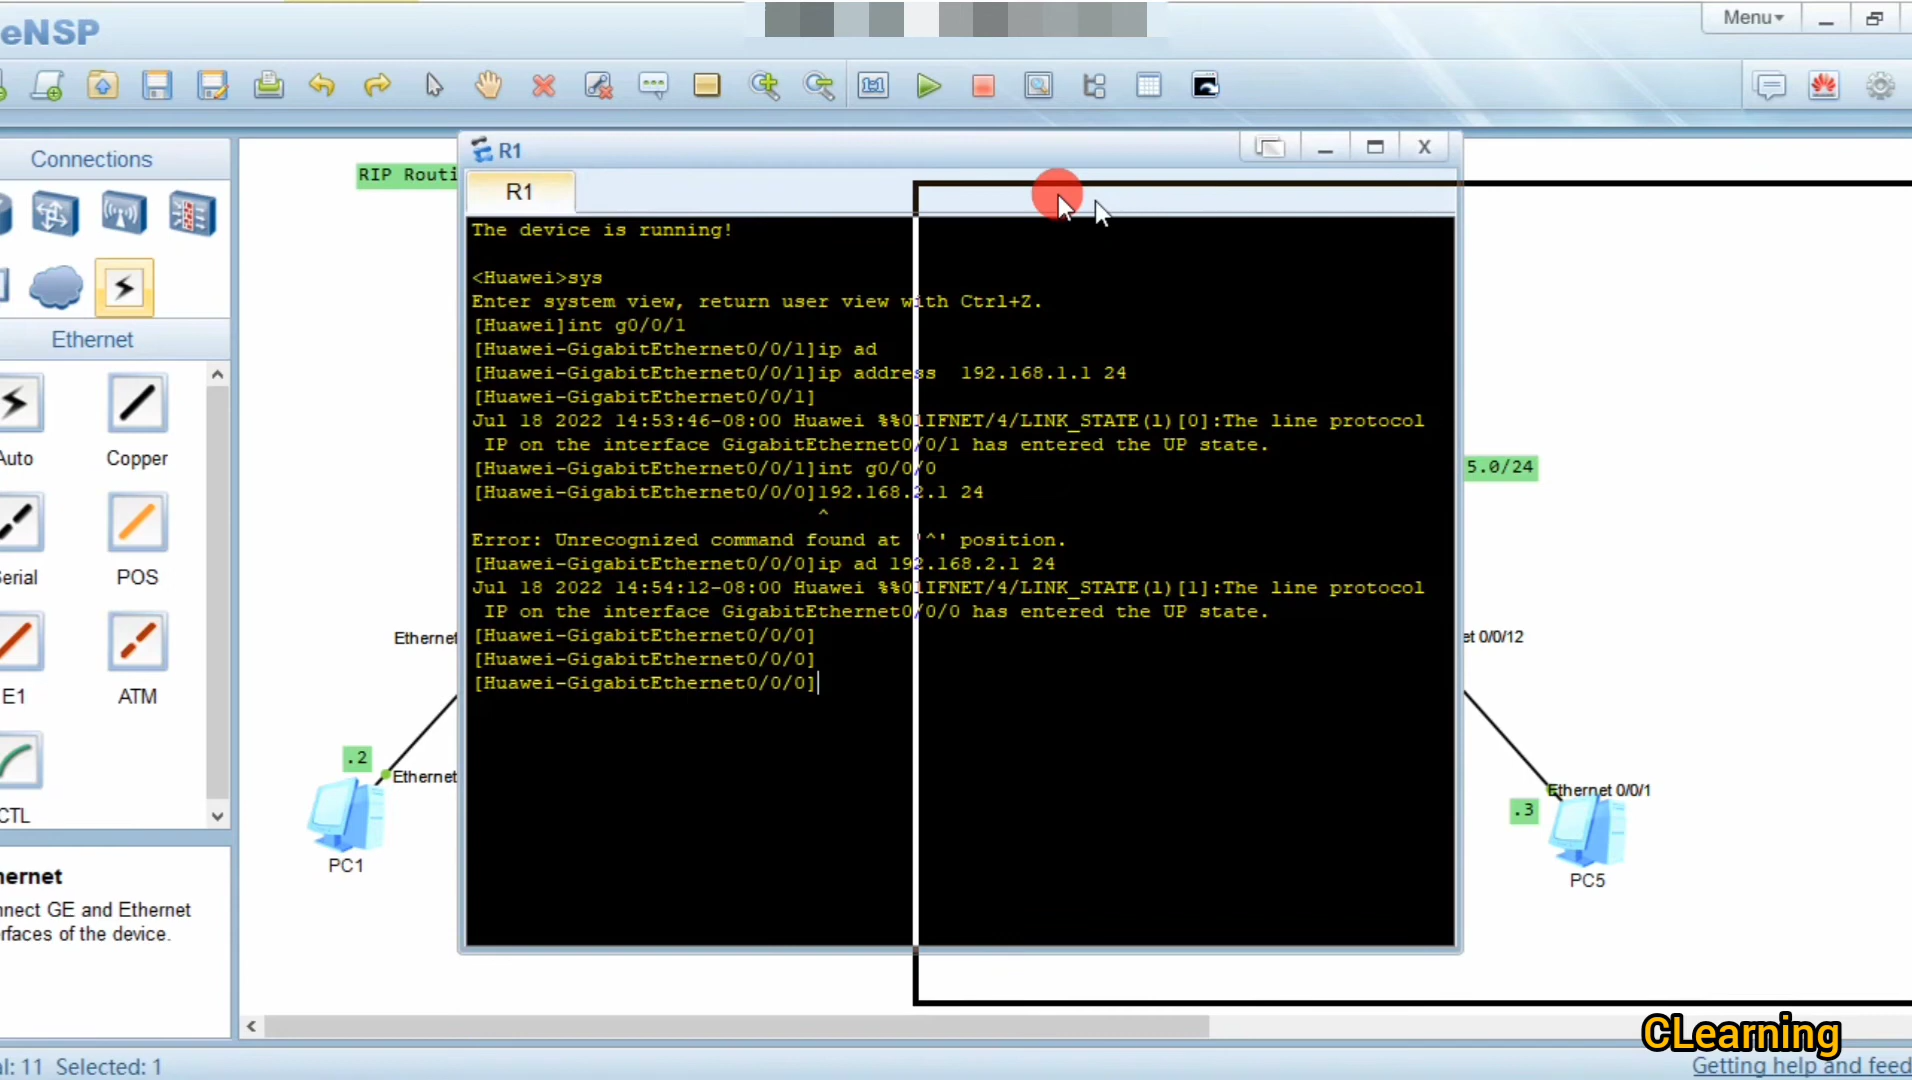 eNSP
Menu
Connections
RIP Routi
R1
R1
The device is running!
<Huawei>sys
Enter system view, return user view with Ctrl+Z.
[Huawei]int g0/0/1
[Huawei-GigabitEthernet0/0/1]ip ad
[Huawei-GigabitEthernet0/0/1]ip address  192.168.1.1 24
[Huawei-GigabitEthernet0/0/1]
Jul 18 2022 14:53:46-08:00 Huawei %%01IFNET/4/LINK_STATE(l)[0]:The line protocol
IP on the interface GigabitEthernet0/0/1 has entered the UP state.
[Huawei-GigabitEthernet0/0/1]int g0/0/0
[Huawei-GigabitEthernet0/0/0]192.168.2.1 24
^
Error: Unrecognized command found at '^' position.
[Huawei-GigabitEthernet0/0/0]ip ad 192.168.2.1 24
Jul 18 2022 14:54:12-08:00 Huawei %%01IFNET/4/LINK_STATE(l)[1]:The line protocol
IP on the interface GigabitEthernet0/0/0 has entered the UP state.
[Huawei-GigabitEthernet0/0/0]
[Huawei-GigabitEthernet0/0/0]
[Huawei-GigabitEthernet0/0/0]
Ethernet
Auto
Copper
Serial
POS
E1
ATM
CTL
hernet
nnect GE and Ethernet
rfaces of the device.
5.0/24
Ethernet
et 0/0/12
.2
Ethernet
PC1
Ethernet 0/0/1
.3
PC5
CLearning
al: 11 Selected: 1
Getting help and feed
1:1